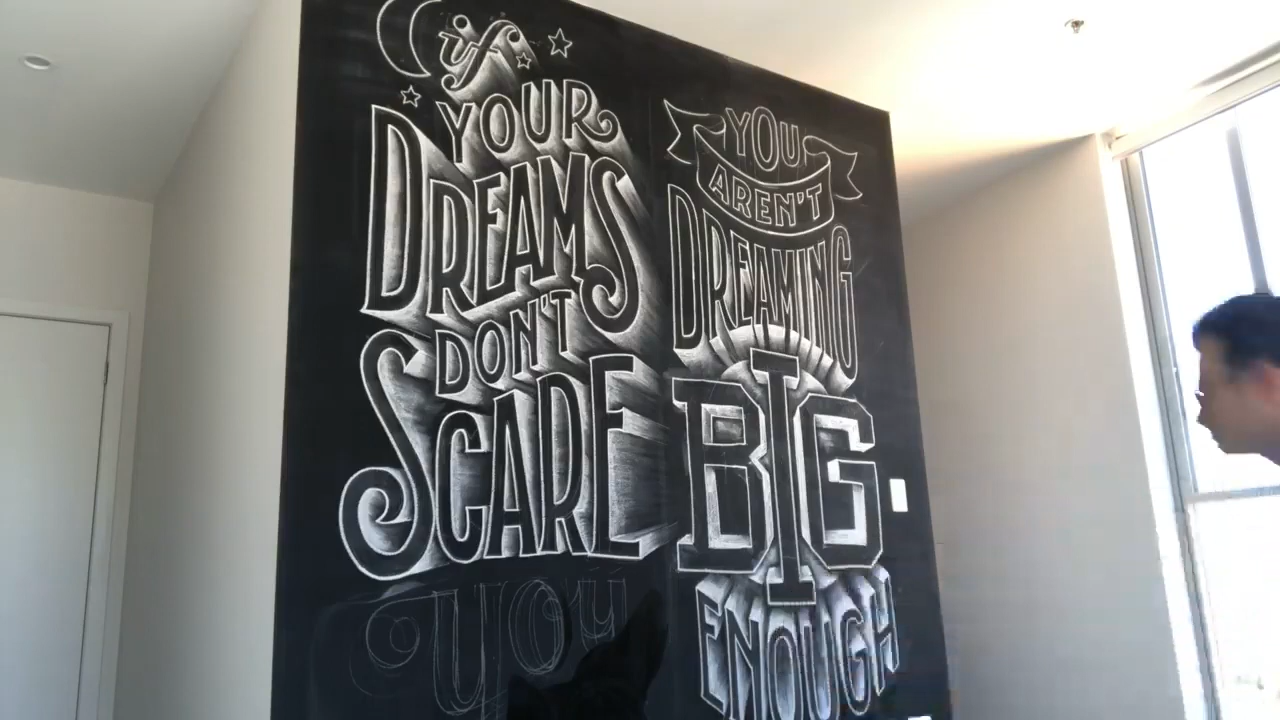 if
YOUR
DREAMS
DON'T
SCARE
YOU
YOU
AREN'T
DREAMING
BIG
ENOUGH